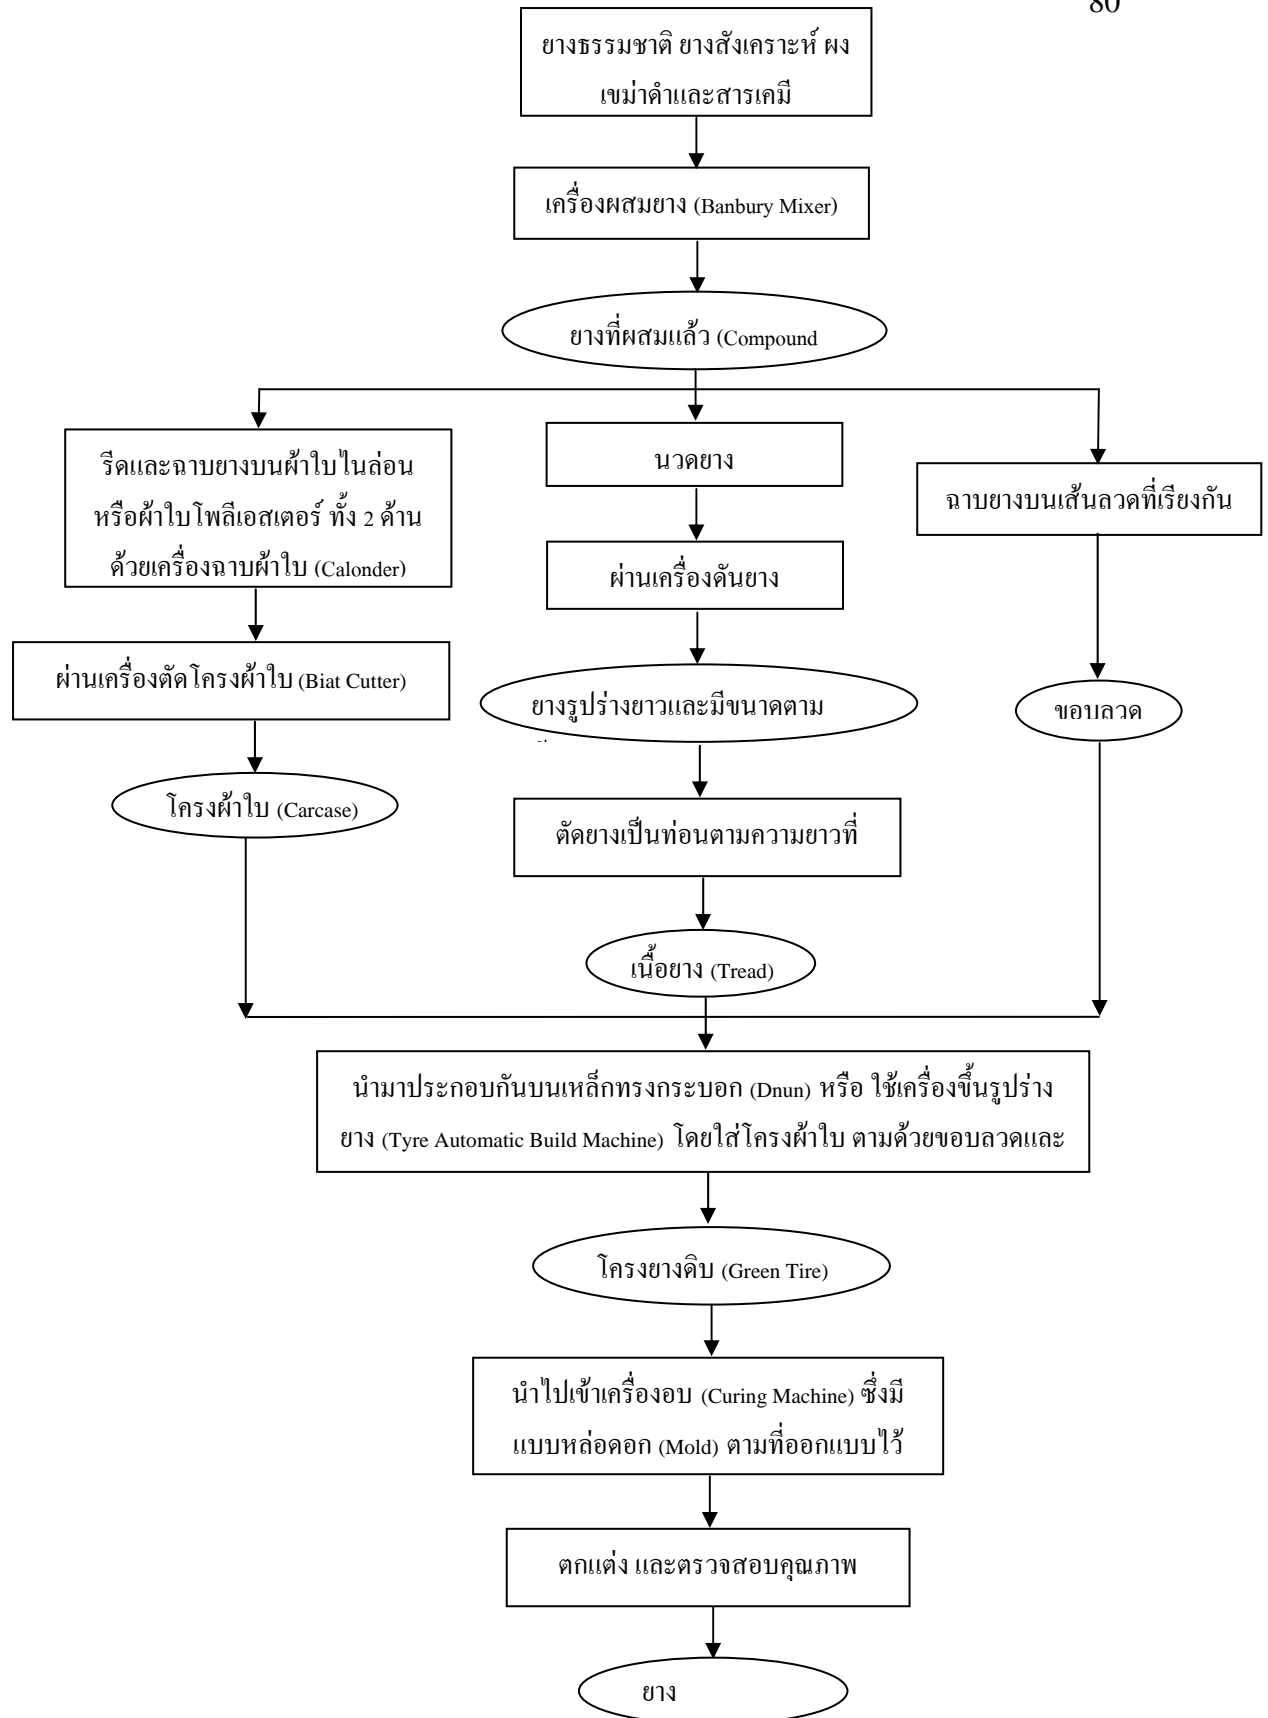 80
ยางธรรมชาติ ยางสังเคราะห์ ผง
เขม่าดำและสารเคมี
เครื่องผสมยาง (Banbury Mixer)
ยางที่ผสมแล้ว (Compound
รีดและฉาบยางบนผ้าใบไนล่อน
หรือผ้าใบโพลีเอสเตอร์ ทั้ง 2 ด้าน
ด้วยเครื่องฉาบผ้าใบ (Calonder)
นวดยาง
ฉาบยางบนเส้นลวดที่เรียงกัน
ผ่านเครื่องดันยาง
ผ่านเครื่องตัดโครงผ้าใบ (Biat Cutter)
ยางรูปร่างยาวและมีขนาดตาม
ขอบลวด
โครงผ้าใบ (Carcase)
ตัดยางเป็นท่อนตามความยาวที่
เนื้อยาง (Tread)
นำมาประกอบกันบนเหล็กทรงกระบอก (Dnun) หรือ ใช้เครื่องขึ้นรูปร่าง
ยาง (Tyre Automatic Build Machine) โดยใส่โครงผ้าใบ ตามด้วยขอบลวดและ
โครงยางดิบ (Green Tire)
นำไปเข้าเครื่องอบ (Curing Machine) ซึ่งมี
แบบหล่อดอก (Mold) ตามที่ออกแบบไว้
ตกแต่ง และตรวจสอบคุณภาพ
ยาง